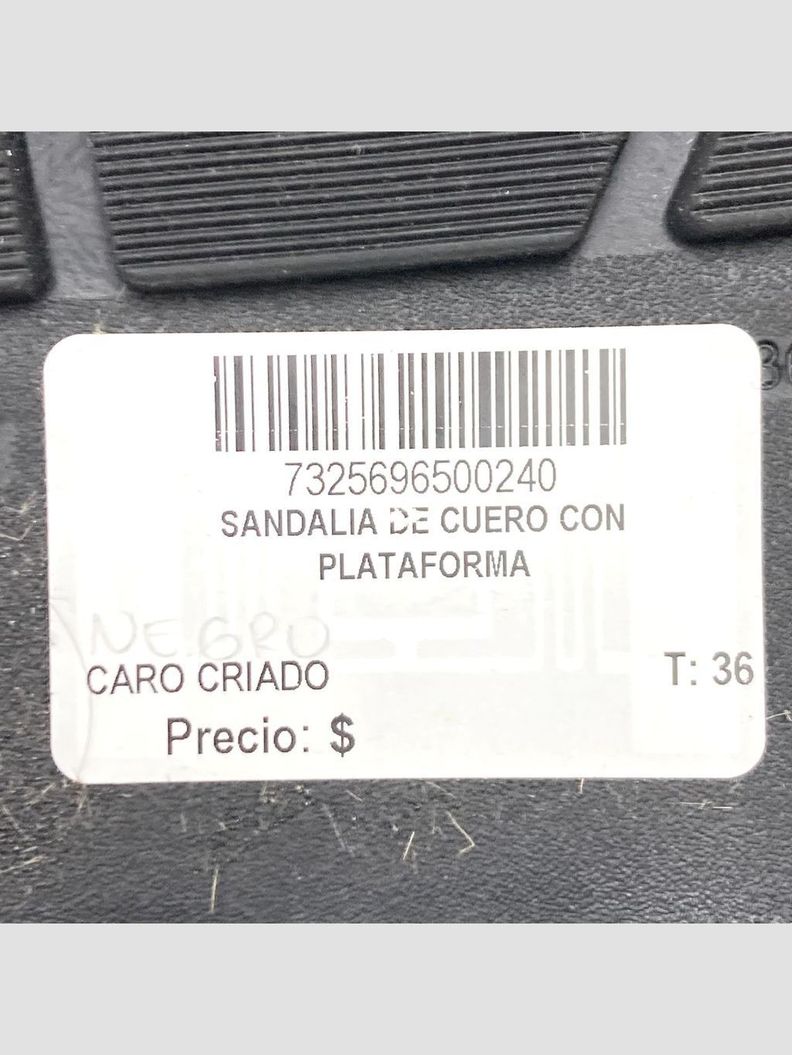 7325696500240
SANDALIA DE CUERO CON
PLATAFORMA
NEGRO
CARO CRIADO
T: 36
Precio: $